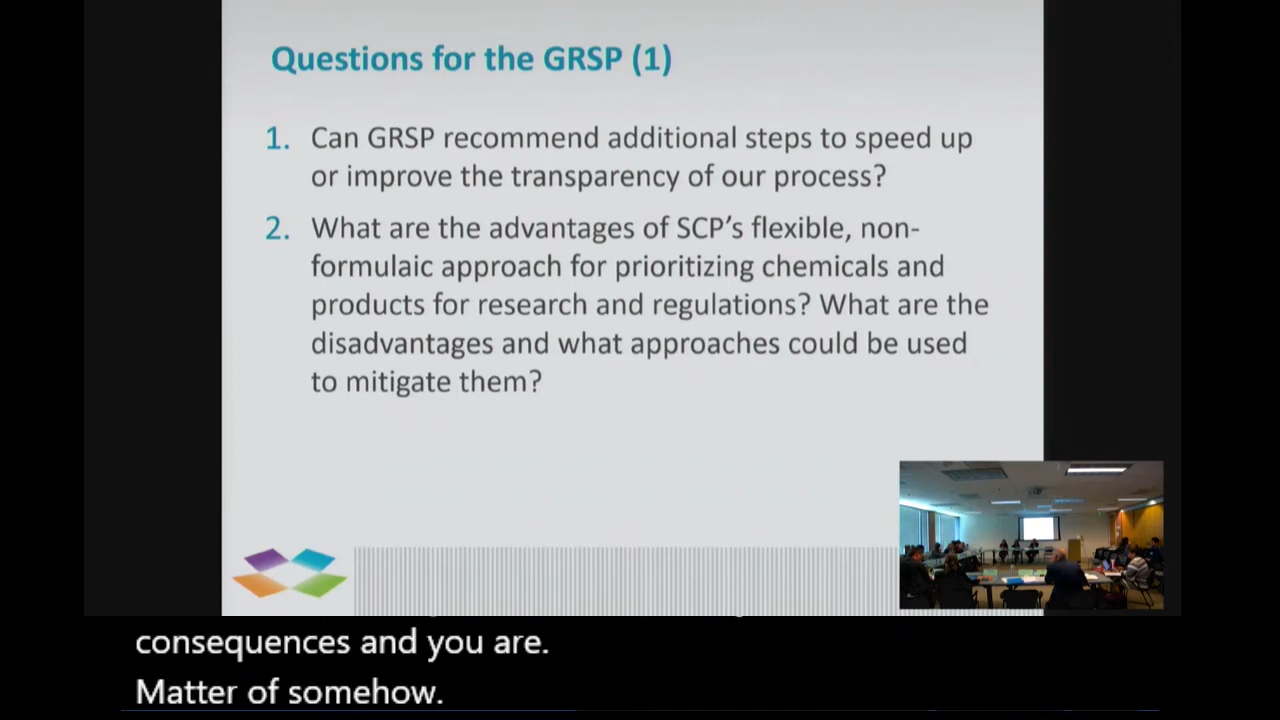 Questions for the GRSP (1)
1. Can GRSP recommend additional steps to speed up
or improve the transparency of our process?
2. What are the advantages of SCP’s flexible, non-
formulaic approach for prioritizing chemicals and
products for research and regulations? What are the
disadvantages and what approaches could be used
to mitigate them?
consequences and you are.
Matter of somehow.